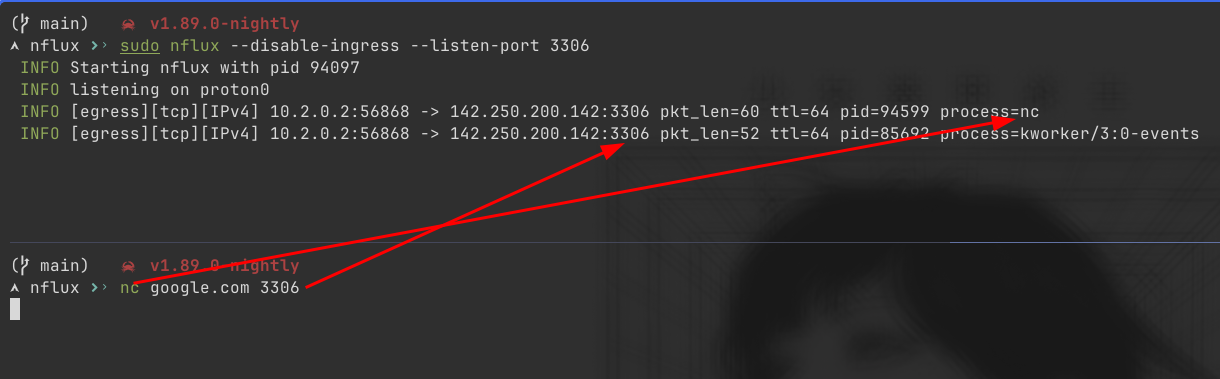 ( main) v1.89.0-nightly
nflux sudo nflux --disable-ingress --listen-port 3306
INFO Starting nflux with pid 94097
INFO listening on proton0
INFO [egress][tcp][IPv4] 10.2.0.2:56868 -> 142.250.200.142:3306 pkt_len=60 ttl=64 pid=94599 process=nc
INFO [egress][tcp][IPv4] 10.2.0.2:56868 -> 142.250.200.142:3306 pkt_len=52 ttl=64 pid=85692 process=kworker/3:0-events
( main) v1.89.0-nightly
nflux nc google.com 3306